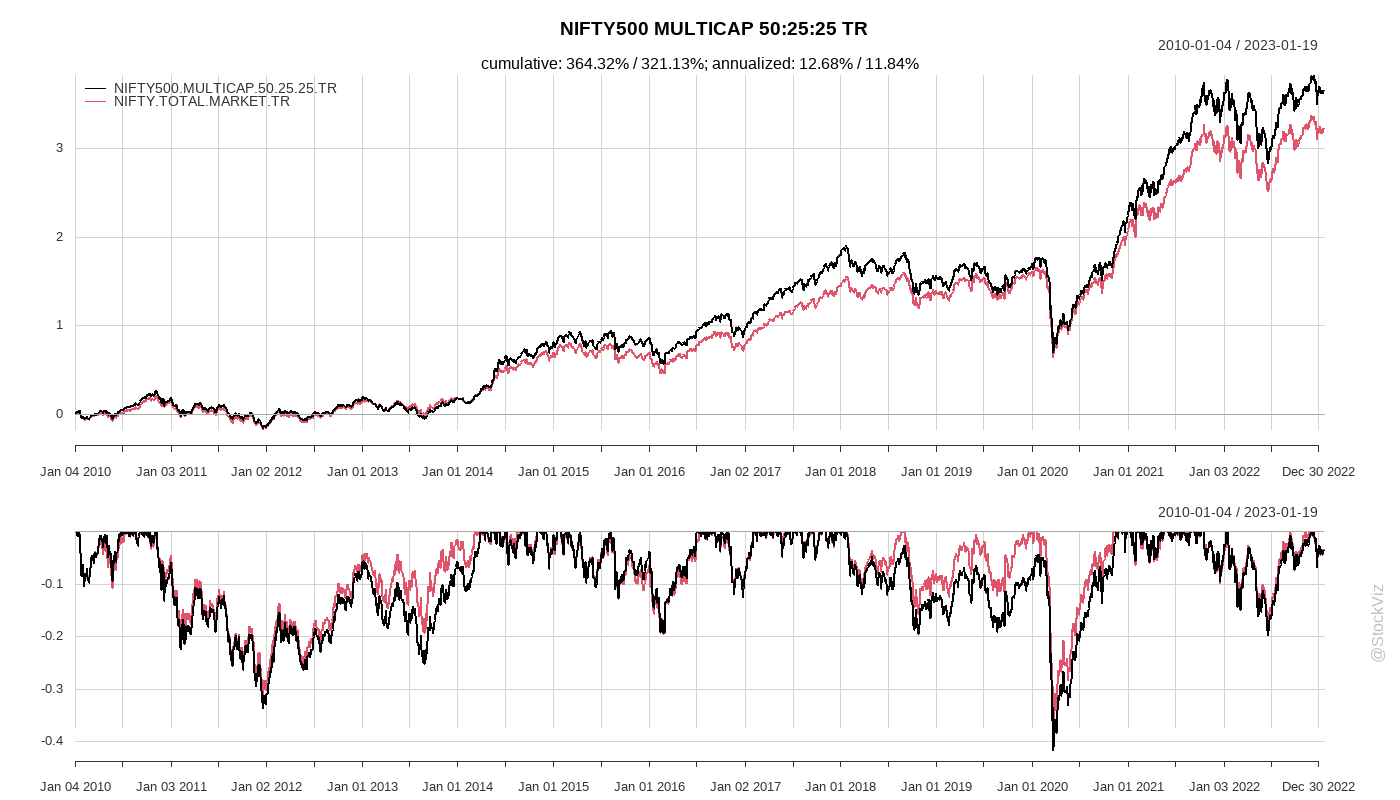 NIFTY500 MULTICAP 50:25:25 TR
2010-01-04 / 2023-01-19
cumulative: 364.32% / 321.13%; annualized: 12.68% / 11.84%
NIFTY500.MULTICAP.50.25.25.TR
NIFTY.TOTAL.MARKET.TR
3
2
1
0
Jan 04 2010 Jan 03 2011 Jan 02 2012 Jan 01 2013 Jan 01 2014 Jan 01 2015 Jan 01 2016 Jan 02 2017 Jan 01 2018 Jan 01 2019 Jan 01 2020 Jan 01 2021 Jan 03 2022 Dec 30 2022
2010-01-04 / 2023-01-19
-0.1
-0.2
-0.3
-0.4
Jan 04 2010 Jan 03 2011 Jan 02 2012 Jan 01 2013 Jan 01 2014 Jan 01 2015 Jan 01 2016 Jan 02 2017 Jan 01 2018 Jan 01 2019 Jan 01 2020 Jan 01 2021 Jan 03 2022 Dec 30 2022
@StockViz